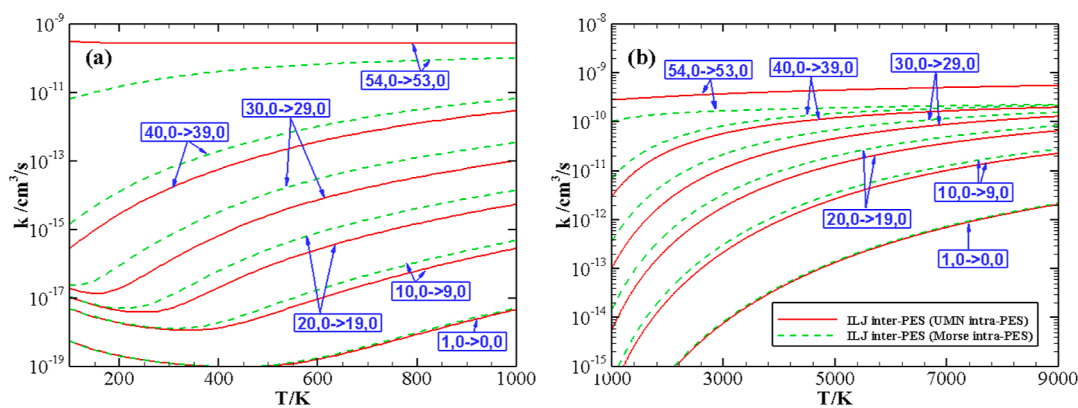 (a)
k /cm³/s
10⁻⁹
10⁻¹¹
10⁻¹³
10⁻¹⁵
10⁻¹⁷
10⁻¹⁹
54,0->53,0
30,0->29,0
40,0->39,0
10,0->9,0
20,0->19,0
1,0->0,0
200 400 600 800 1000
T/K
(b)
k /cm³/s
10⁻⁸
10⁻⁹
10⁻¹⁰
10⁻¹¹
10⁻¹²
10⁻¹³
10⁻¹⁴
10⁻¹⁵
54,0->53,0
40,0->39,0
30,0->29,0
10,0->9,0
20,0->19,0
1,0->0,0
ILJ inter-PES (UMN intra-PES)
ILJ inter-PES (Morse intra-PES)
1000 3000 5000 7000 9000
T/K